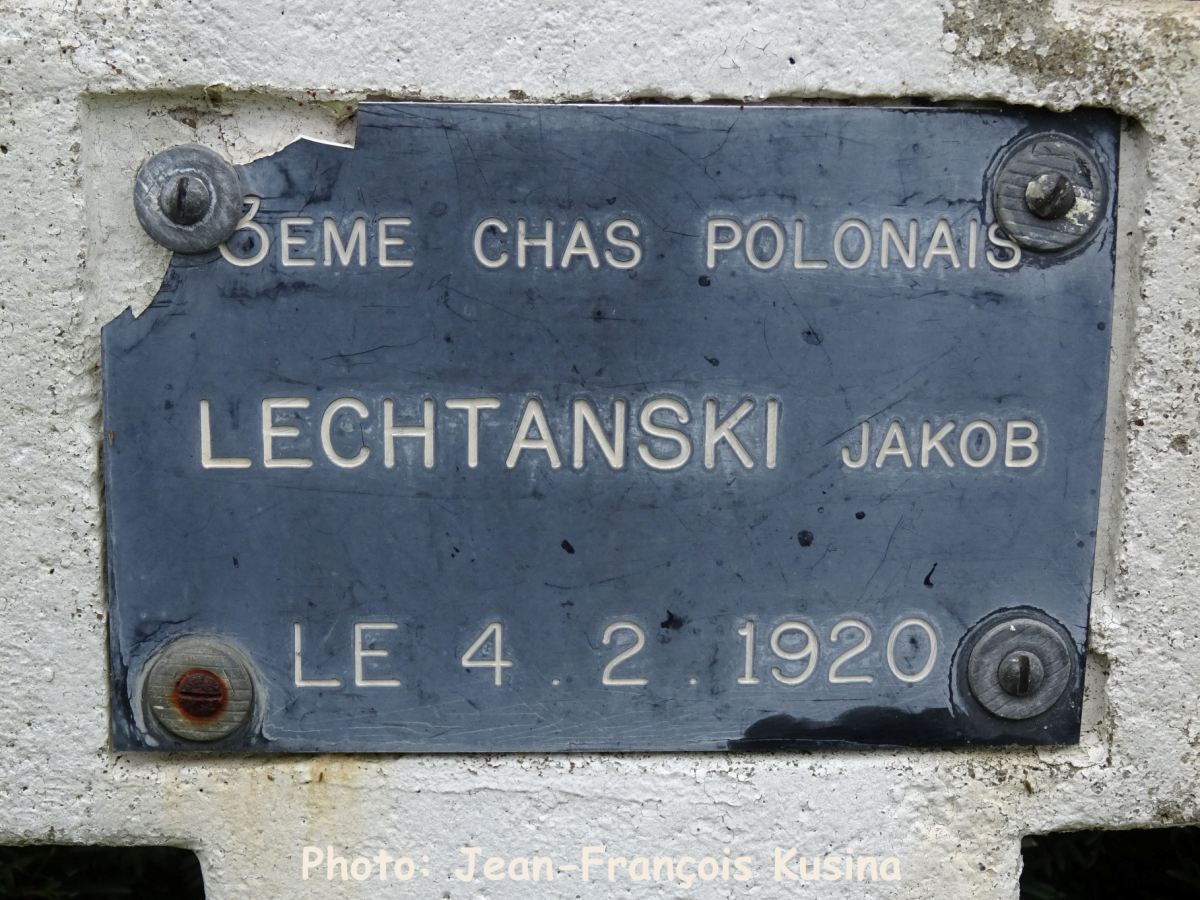 3EME CHAS POLONAIS
LECHTANSKI JAKOB
LE 4.2.1920
Photo: Jean-François Kusina